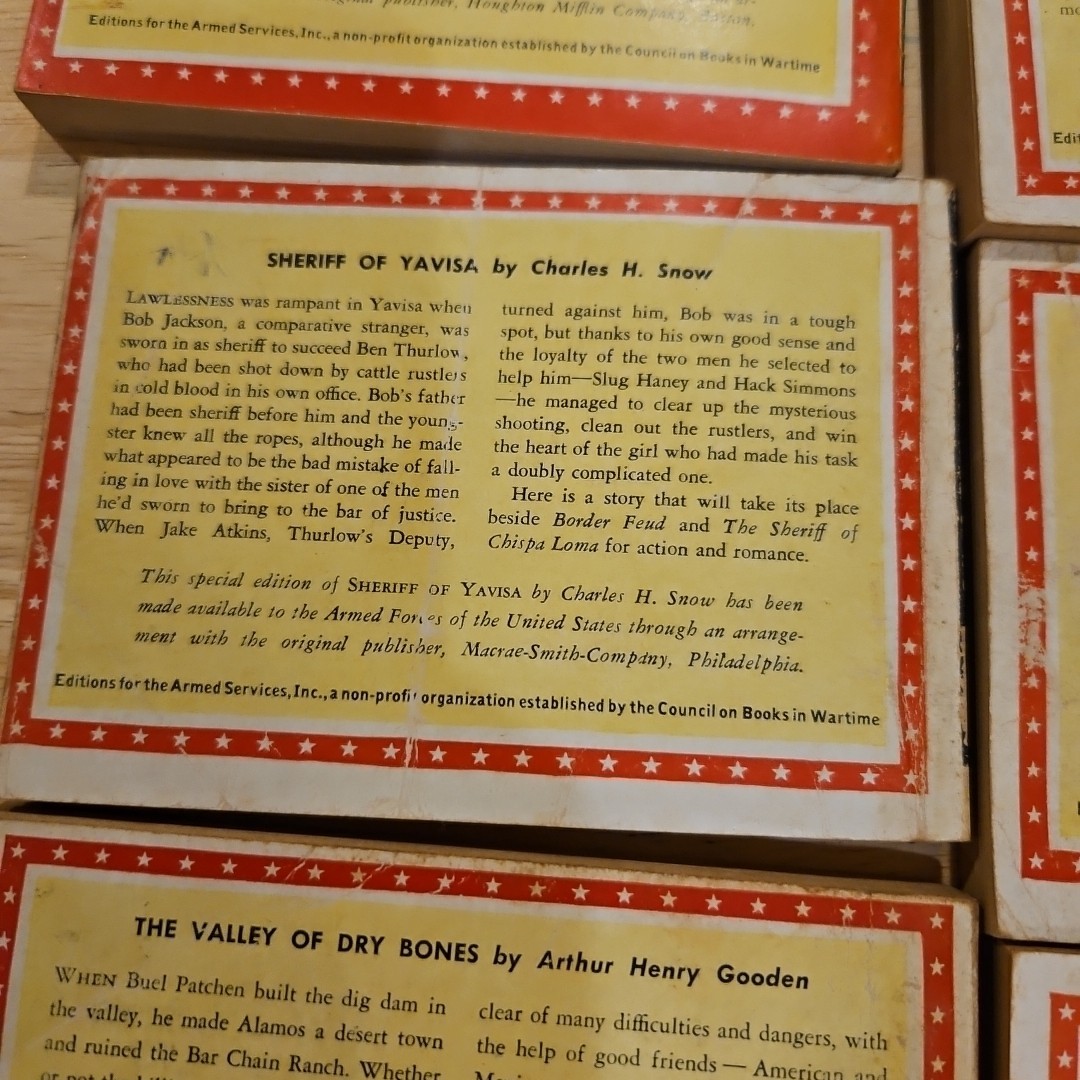 original publisher, Houghton Mifflin Company, Boston.
Editions for the Armed Services, Inc., a non-profit organization established by the Council on Books in Wartime
Edit
SHERIFF OF YAVISA by Charles H. Snow
LAWLESSNESS was rampant in Yavisa when
Bob Jackson, a comparative stranger, was
sworn in as sheriff to succeed Ben Thurlow,
who had been shot down by cattle rustlers
in cold blood in his own office. Bob's father
had been sheriff before him and the young-
ster knew all the ropes, although he made
what appeared to be the bad mistake of fall-
ing in love with the sister of one of the men
he'd sworn to bring to the bar of justice.
When Jake Atkins, Thurlow's Deputy,
turned against him, Bob was in a tough
spot, but thanks to his own good sense and
the loyalty of the two men he selected to
help him—Slug Haney and Hack Simmons
—he managed to clear up the mysterious
shooting, clean out the rustlers, and win
the heart of the girl who had made his task
a doubly complicated one.
Here is a story that will take its place
beside Border Feud and The Sheriff of
Chispa Loma for action and romance.
This special edition of SHERIFF OF YAVISA by Charles H. Snow has been
made available to the Armed Forces of the United States through an arrange-
ment with the original publisher, Macrae-Smith-Company, Philadelphia.
Editions for the Armed Services, Inc., a non-profit organization established by the Council on Books in Wartime
THE VALLEY OF DRY BONES by Arthur Henry Gooden
WHEN Buel Patchen built the dig dam in
the valley, he made Alamos a desert town
and ruined the Bar Chain Ranch. Whether
clear of many difficulties and dangers, with
the help of good friends — American and